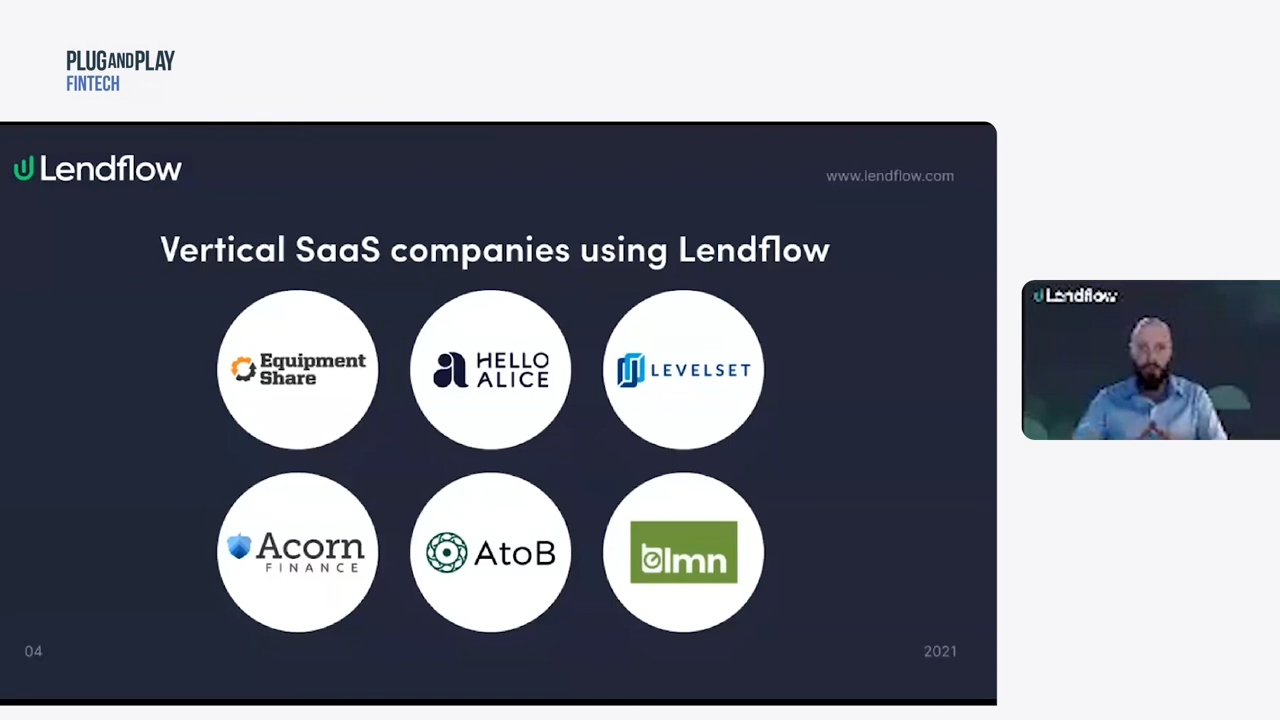 PLUGANDPLAY
FINTECH
Lendflow
www.lendflow.com
Vertical SaaS companies using Lendflow
Equipment
Share
HELLO
ALICE
LEVELSET
Acorn
FINANCE
AtoB
blmn
04
2021
Lendflow